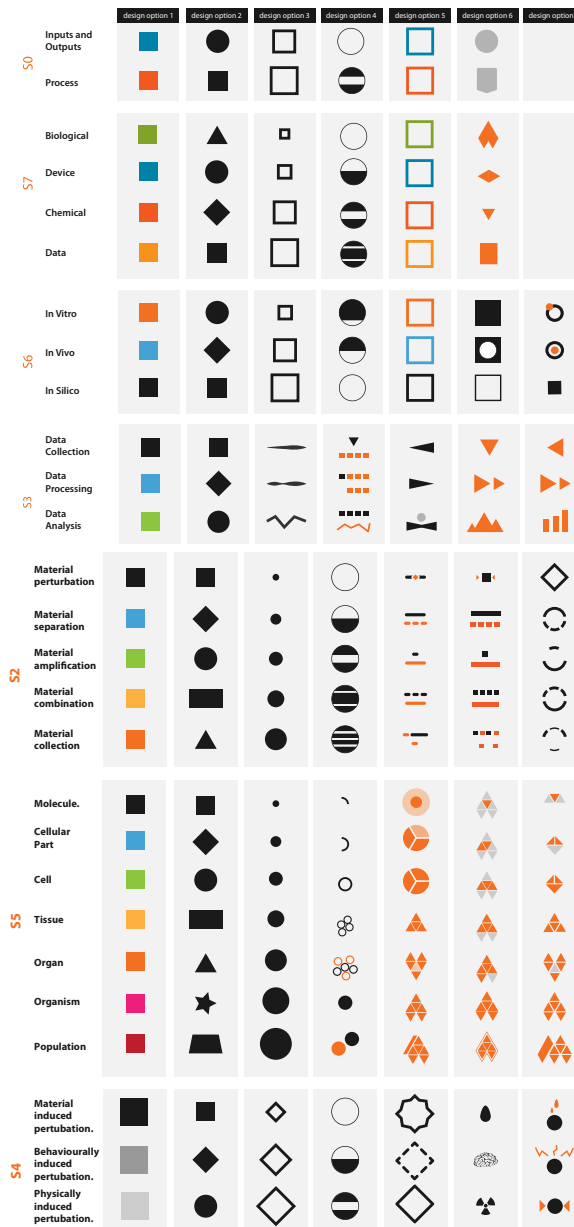 design option 1 design option 2 design option 3 design option 4 design option 5 design option 6 design option
S0
Inputs and
Outputs
Process
S7
Biological
Device
Chemical
Data
S6
In Vitro
In Vivo
In Silico
S3
Data
Collection
Data
Processing
Data
Analysis
S2
Material
perturbation
Material
separation
Material
amplification
Material
combination
Material
collection
S5
Molecule.
Cellular
Part
Cell
Tissue
Organ
Organism
Population
S4
Material
induced
pertubation.
Behaviourally
induced
pertubation.
Physically
induced
pertubation.